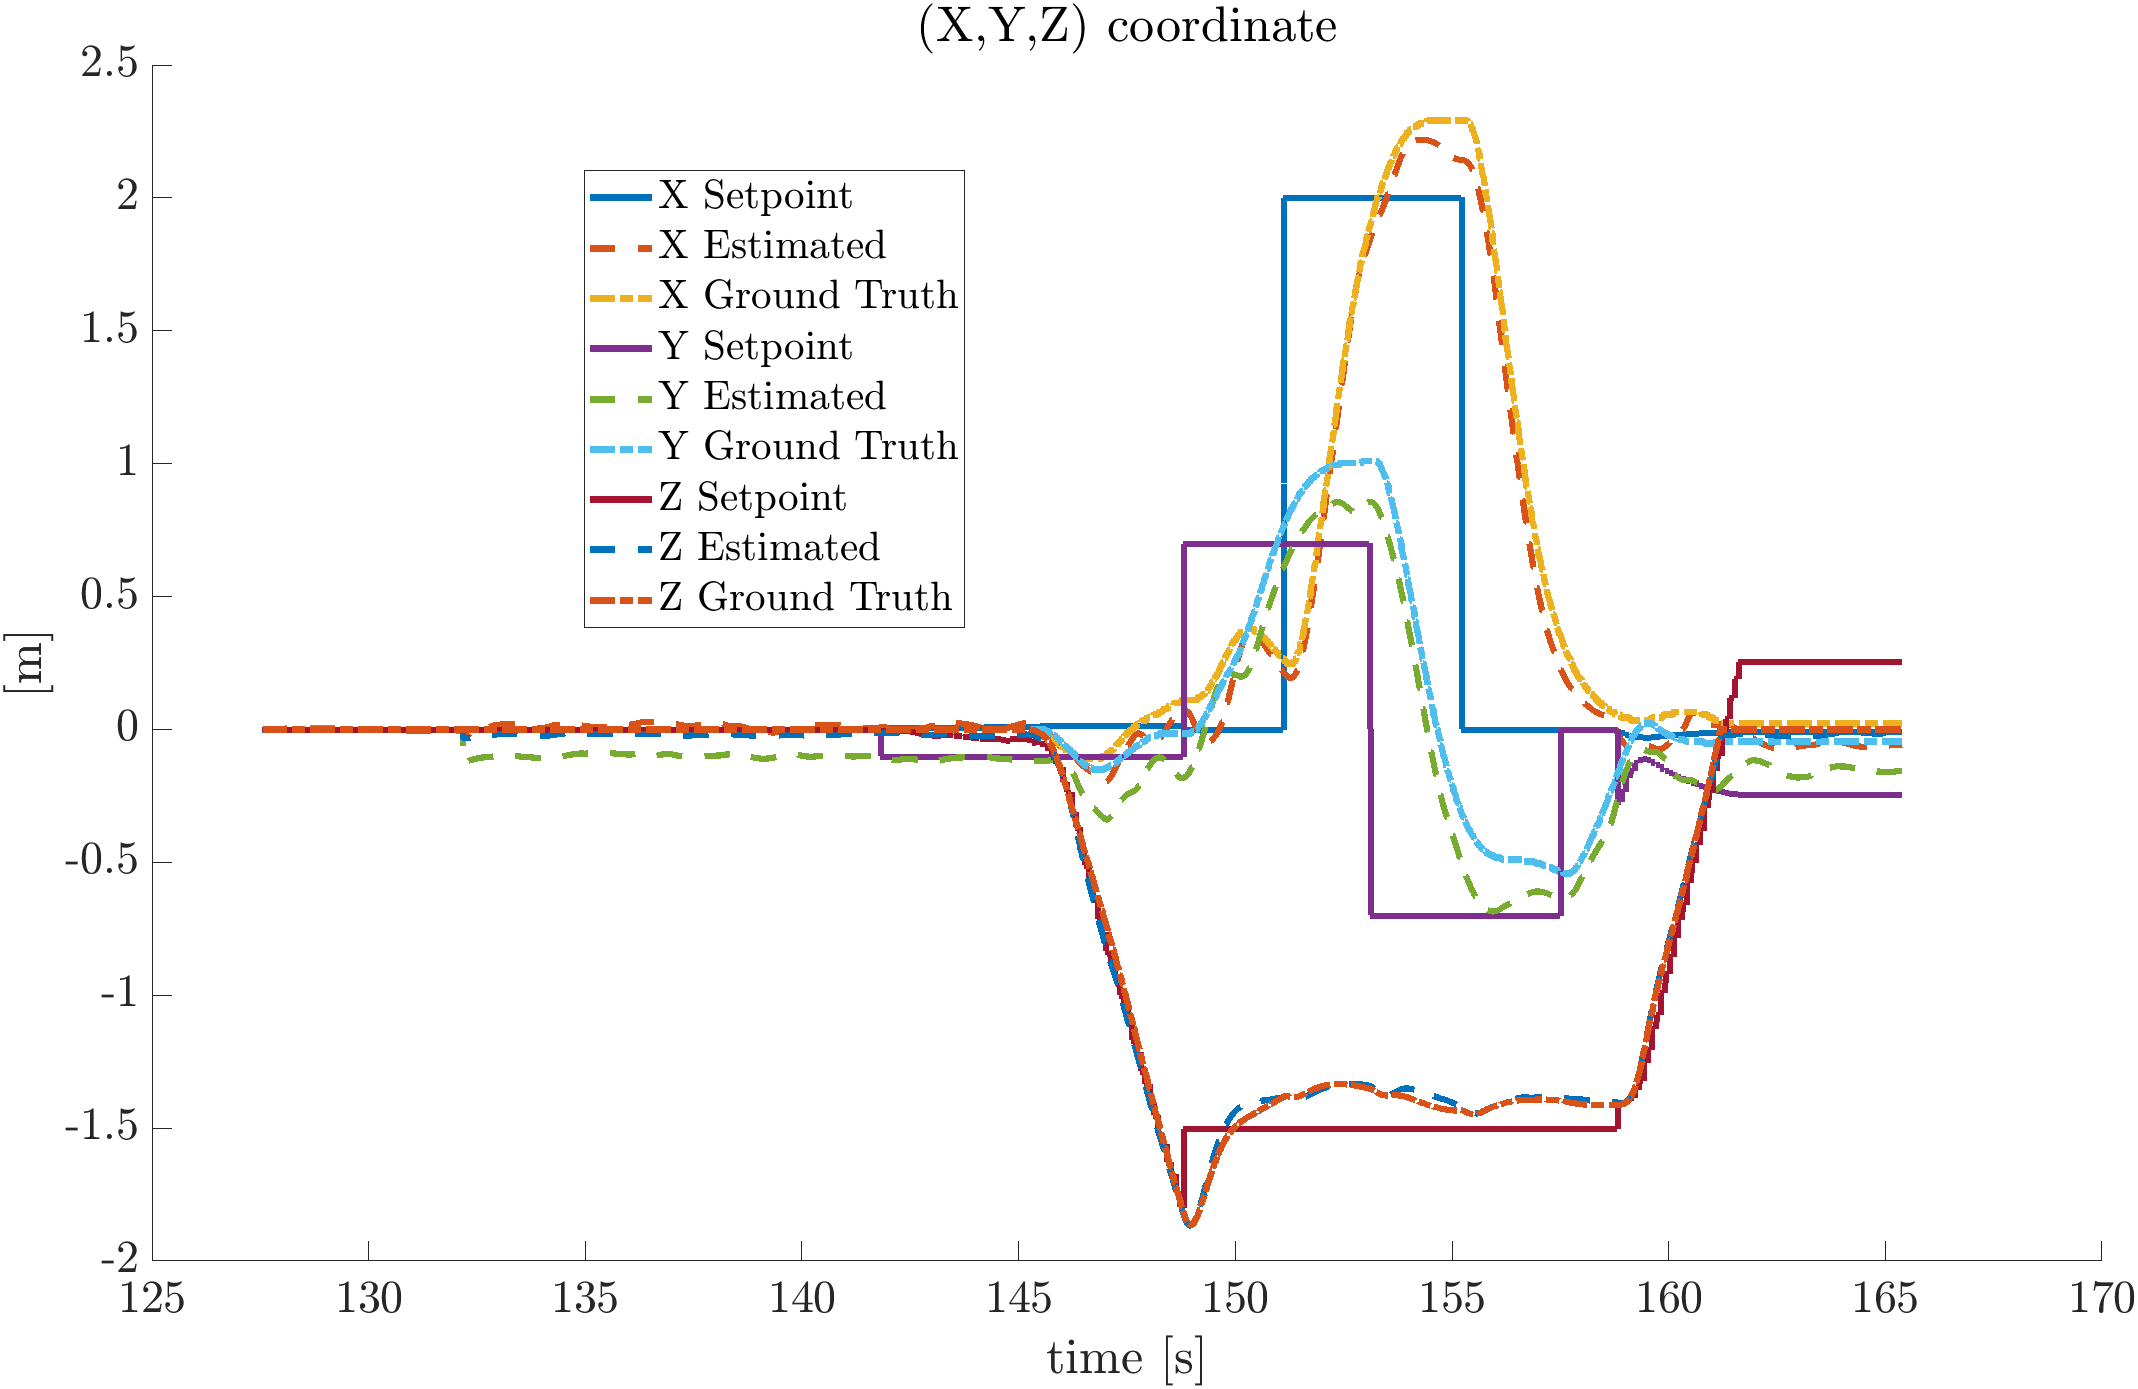 (X,Y,Z) coordinate
2.5
2
1.5
1
0.5
0
-0.5
-1
-1.5
-2
[m]
X Setpoint
X Estimated
X Ground Truth
Y Setpoint
Y Estimated
Y Ground Truth
Z Setpoint
Z Estimated
Z Ground Truth
125 130 135 140 145 150 155 160 165 170
time [s]